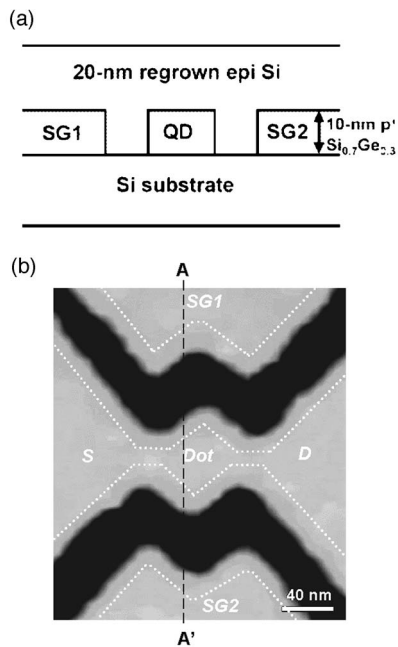 (a)
20-nm regrown epi Si
SG1 QD SG2 10-nm p+
Si0.7Ge0.3
Si substrate
(b)
A
SG1
S Dot D
40 nm
SG2
A'